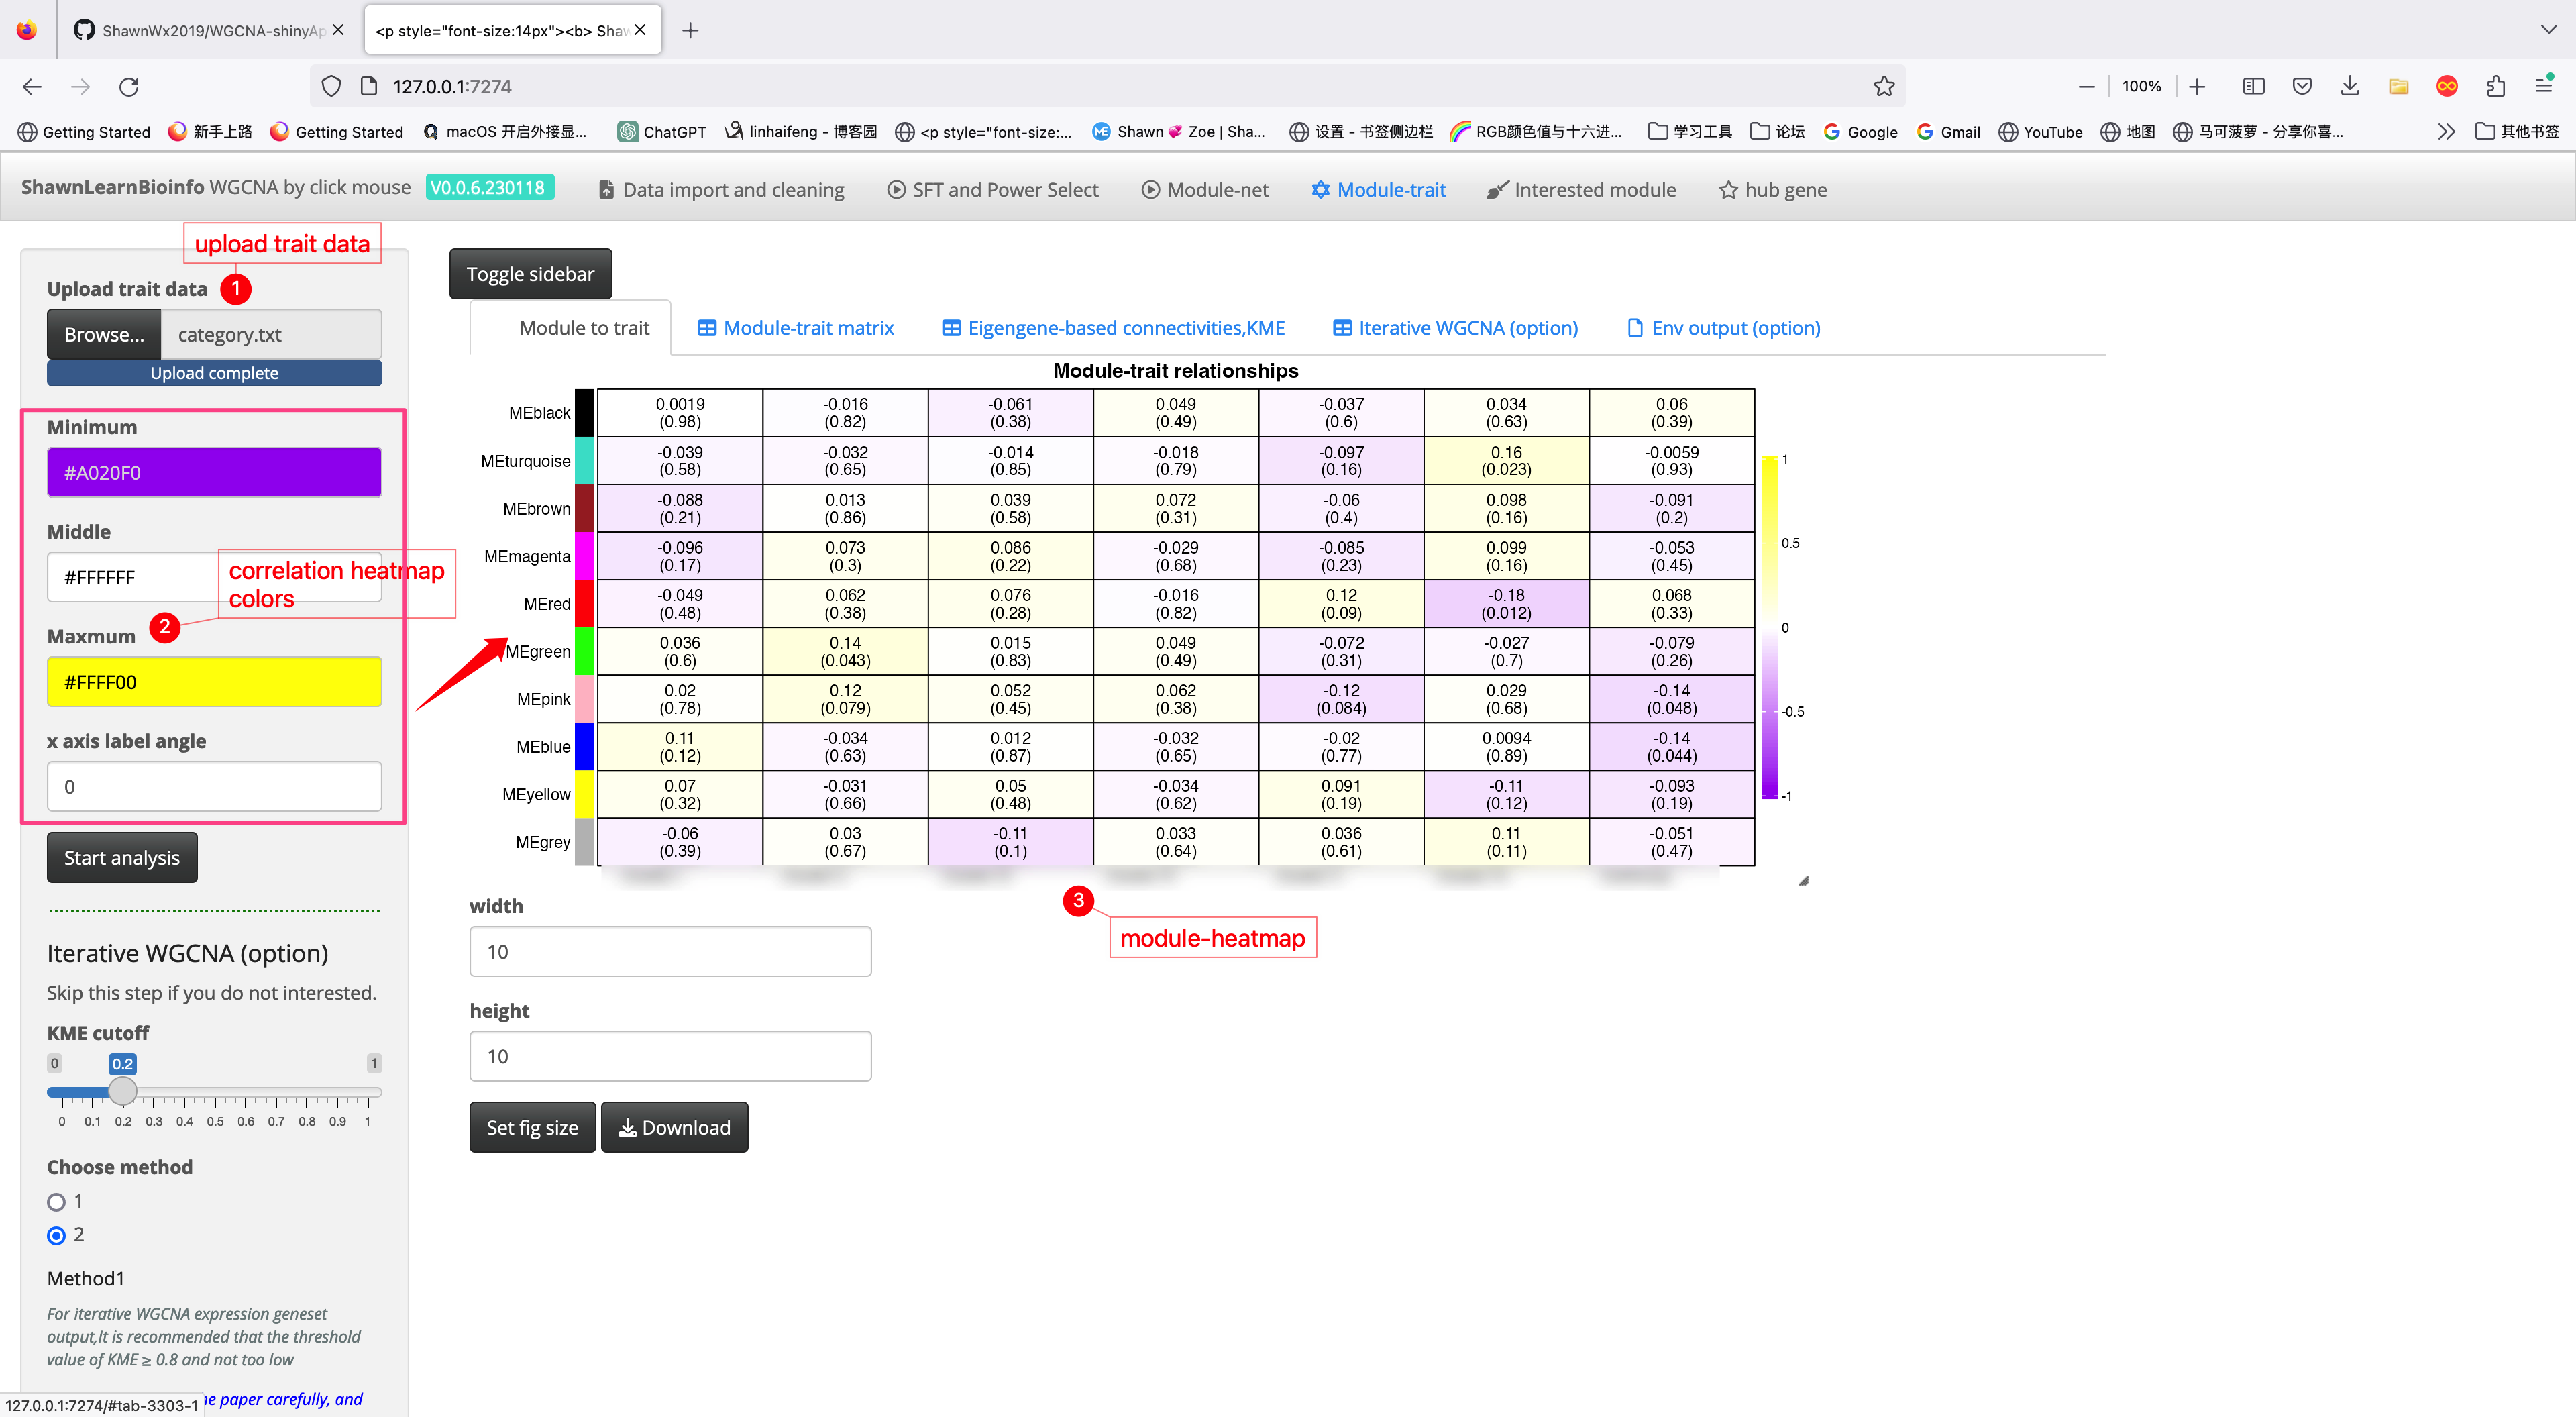 ShawnWx2019/WGCNA-shinyAp
<p style="font-size:14px"><b> Shaw
127.0.0.1:7274
100%
Getting Started
新手上路
Getting Started
macOS 开启外接显...
ChatGPT
linhaifeng - 博客园
<p style="font-size:...
Shawn 💞 Zoe | Sha...
设置 - 书签侧边栏
RGB颜色值与十六进...
学习工具
论坛
Google
Gmail
YouTube
地图
马可菠萝 - 分享你喜...
其他书签
ShawnLearnBioinfo WGCNA by click mouse V0.0.6.230118
Data import and cleaning
SFT and Power Select
Module-net
Module-trait
Interested module
hub gene
upload trait data
Upload trait data 1
Browse... category.txt
Upload complete
Minimum
#A020F0
Middle
#FFFFFF
correlation heatmap
colors
2
Maxmum
#FFFF00
x axis label angle
0
Start analysis
Iterative WGCNA (option)
Skip this step if you do not interested.
KME cutoff
0 0.2 1
0 0.1 0.2 0.3 0.4 0.5 0.6 0.7 0.8 0.9 1
Choose method
1
2
Method1
For iterative WGCNA expression geneset
output,It is recommended that the threshold
value of KME ≥ 0.8 and not too low
ne paper carefully, and
127.0.0.1:7274/#tab-3303-1
Toggle sidebar
Module to trait
Module-trait matrix
Eigengene-based connectivities,KME
Iterative WGCNA (option)
Env output (option)
Module-trait relationships
MEblack 0.0019 -0.016 -0.061 0.049 -0.037 0.034 0.06
(0.98) (0.82) (0.38) (0.49) (0.6) (0.63) (0.39)
MEturquoise -0.039 -0.032 -0.014 -0.018 -0.097 0.16 -0.0059
(0.58) (0.65) (0.85) (0.79) (0.16) (0.023) (0.93)
MEbrown -0.088 0.013 0.039 0.072 -0.06 0.098 -0.091
(0.21) (0.86) (0.58) (0.31) (0.4) (0.16) (0.2)
MEmagenta -0.096 0.073 0.086 -0.029 -0.085 0.099 -0.053
(0.17) (0.3) (0.22) (0.68) (0.23) (0.16) (0.45)
MEred -0.049 0.062 0.076 -0.016 0.12 -0.18 0.068
(0.48) (0.38) (0.28) (0.82) (0.09) (0.012) (0.33)
MEgreen 0.036 0.14 0.015 0.049 -0.072 -0.027 -0.079
(0.6) (0.043) (0.83) (0.49) (0.31) (0.7) (0.26)
MEpink 0.02 0.12 0.052 0.062 -0.12 0.029 -0.14
(0.78) (0.079) (0.45) (0.38) (0.084) (0.68) (0.048)
MEblue 0.11 -0.034 0.012 -0.032 -0.02 0.0094 -0.14
(0.12) (0.63) (0.87) (0.65) (0.77) (0.89) (0.044)
MEyellow 0.07 -0.031 0.05 -0.034 0.091 -0.11 -0.093
(0.32) (0.66) (0.48) (0.62) (0.19) (0.12) (0.19)
MEgrey -0.06 0.03 -0.11 0.033 0.036 0.11 -0.051
(0.39) (0.67) (0.1) (0.64) (0.61) (0.11) (0.47)
1
0.5
0
-0.5
-1
3
module-heatmap
width
10
height
10
Set fig size
Download